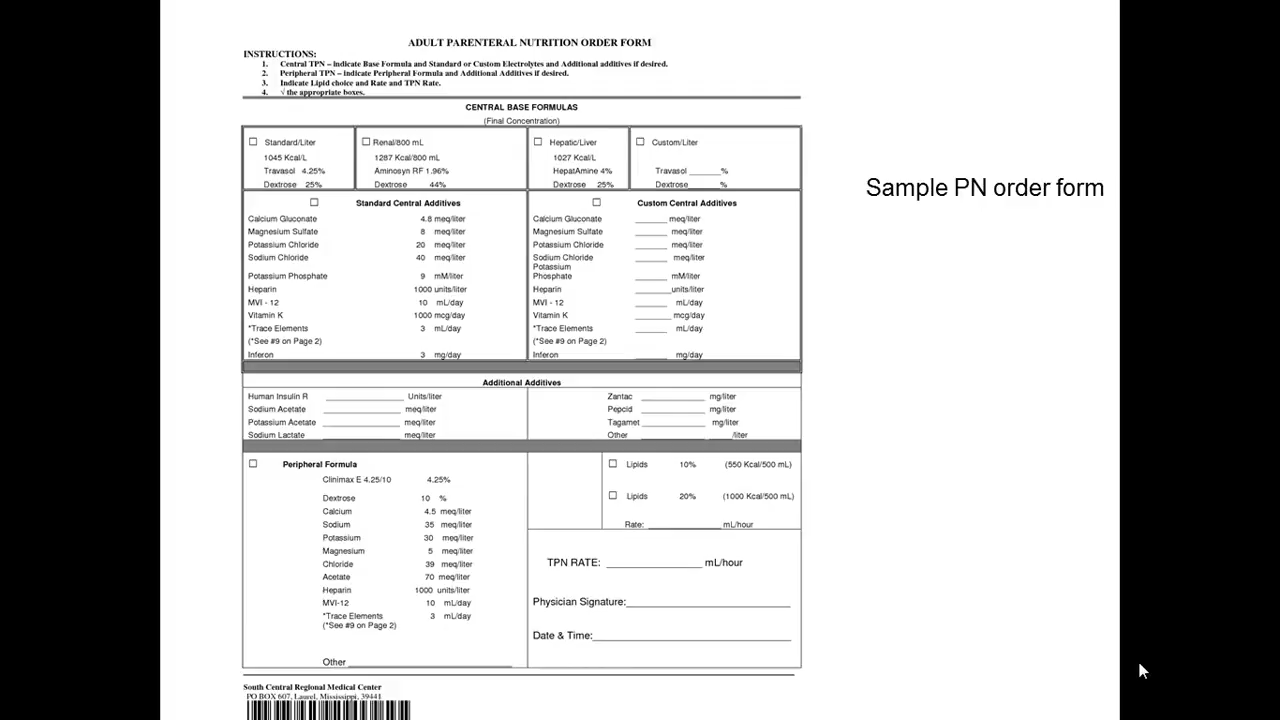 ADULT PARENTERAL NUTRITION ORDER FORM
INSTRUCTIONS:
1. Central TPN – indicate Base Formula and Standard or Custom Electrolytes and Additional additives if desired.
2. Peripheral TPN – indicate Peripheral Formula and Additional Additives if desired.
3. Indicate Lipid choice and Rate and TPN Rate.
4. √ the appropriate boxes.
CENTRAL BASE FORMULAS
(Final Concentration)
☐ Standard/Liter
1045 Kcal/L
Travasol 4.25%
Dextrose 25%
☐ Renal/800 mL
1287 Kcal/800 mL
Aminosyn RF 1.96%
Dextrose 44%
☐ Hepatic/Liver
1027 Kcal/L
HepatAmine 4%
Dextrose 25%
☐ Custom/Liter
Travasol _______%
Dextrose_______%
☐ Standard Central Additives
Calcium Gluconate 4.8 meq/liter
Magnesium Sulfate 8 meq/liter
Potassium Chloride 20 meq/liter
Sodium Chloride 40 meq/liter
Potassium Phosphate 9 mM/liter
Heparin 1000 units/liter
MVI - 12 10 mL/day
Vitamin K 1000 mcg/day
*Trace Elements 3 mL/day
(*See #9 on Page 2)
Inferon 3 mg/day
☐ Custom Central Additives
Calcium Gluconate _______ meq/liter
Magnesium Sulfate _______ meq/liter
Potassium Chloride _______ meq/liter
Sodium Chloride _______ meq/liter
Potassium
Phosphate _______ mM/liter
Heparin ________units/liter
MVI - 12 _______ mL/day
Vitamin K ________ mcg/day
*Trace Elements _______ mL/day
(*See #9 on Page 2)
Inferon _______ mg/day
Additional Additives
Human Insulin R _________________ Units/liter
Sodium Acetate _________________ meq/liter
Potassium Acetate _________________ meq/liter
Sodium Lactate _________________ meq/liter
Zantac ______________ mg/liter
Pepcid ______________ mg/liter
Tagamet ______________ mg/liter
Other ______________ _____/liter
☐ Peripheral Formula
Clinimax E 4.25/10 4.25%
Dextrose 10 %
Calcium 4.5 meq/liter
Sodium 35 meq/liter
Potassium 30 meq/liter
Magnesium 5 meq/liter
Chloride 39 meq/liter
Acetate 70 meq/liter
Heparin 1000 units/liter
MVI-12 10 mL/day
*Trace Elements 3 mL/day
(*See #9 on Page 2)
Other ______________________________
☐ Lipids 10% (550 Kcal/500 mL)
☐ Lipids 20% (1000 Kcal/500 mL)
Rate: ________________ mL/hour
TPN RATE: ________________ mL/hour
Physician Signature:___________________________
Date & Time:_________________________________
South Central Regional Medical Center
PO BOX 607, Laurel, Mississippi, 39441
Sample PN order form